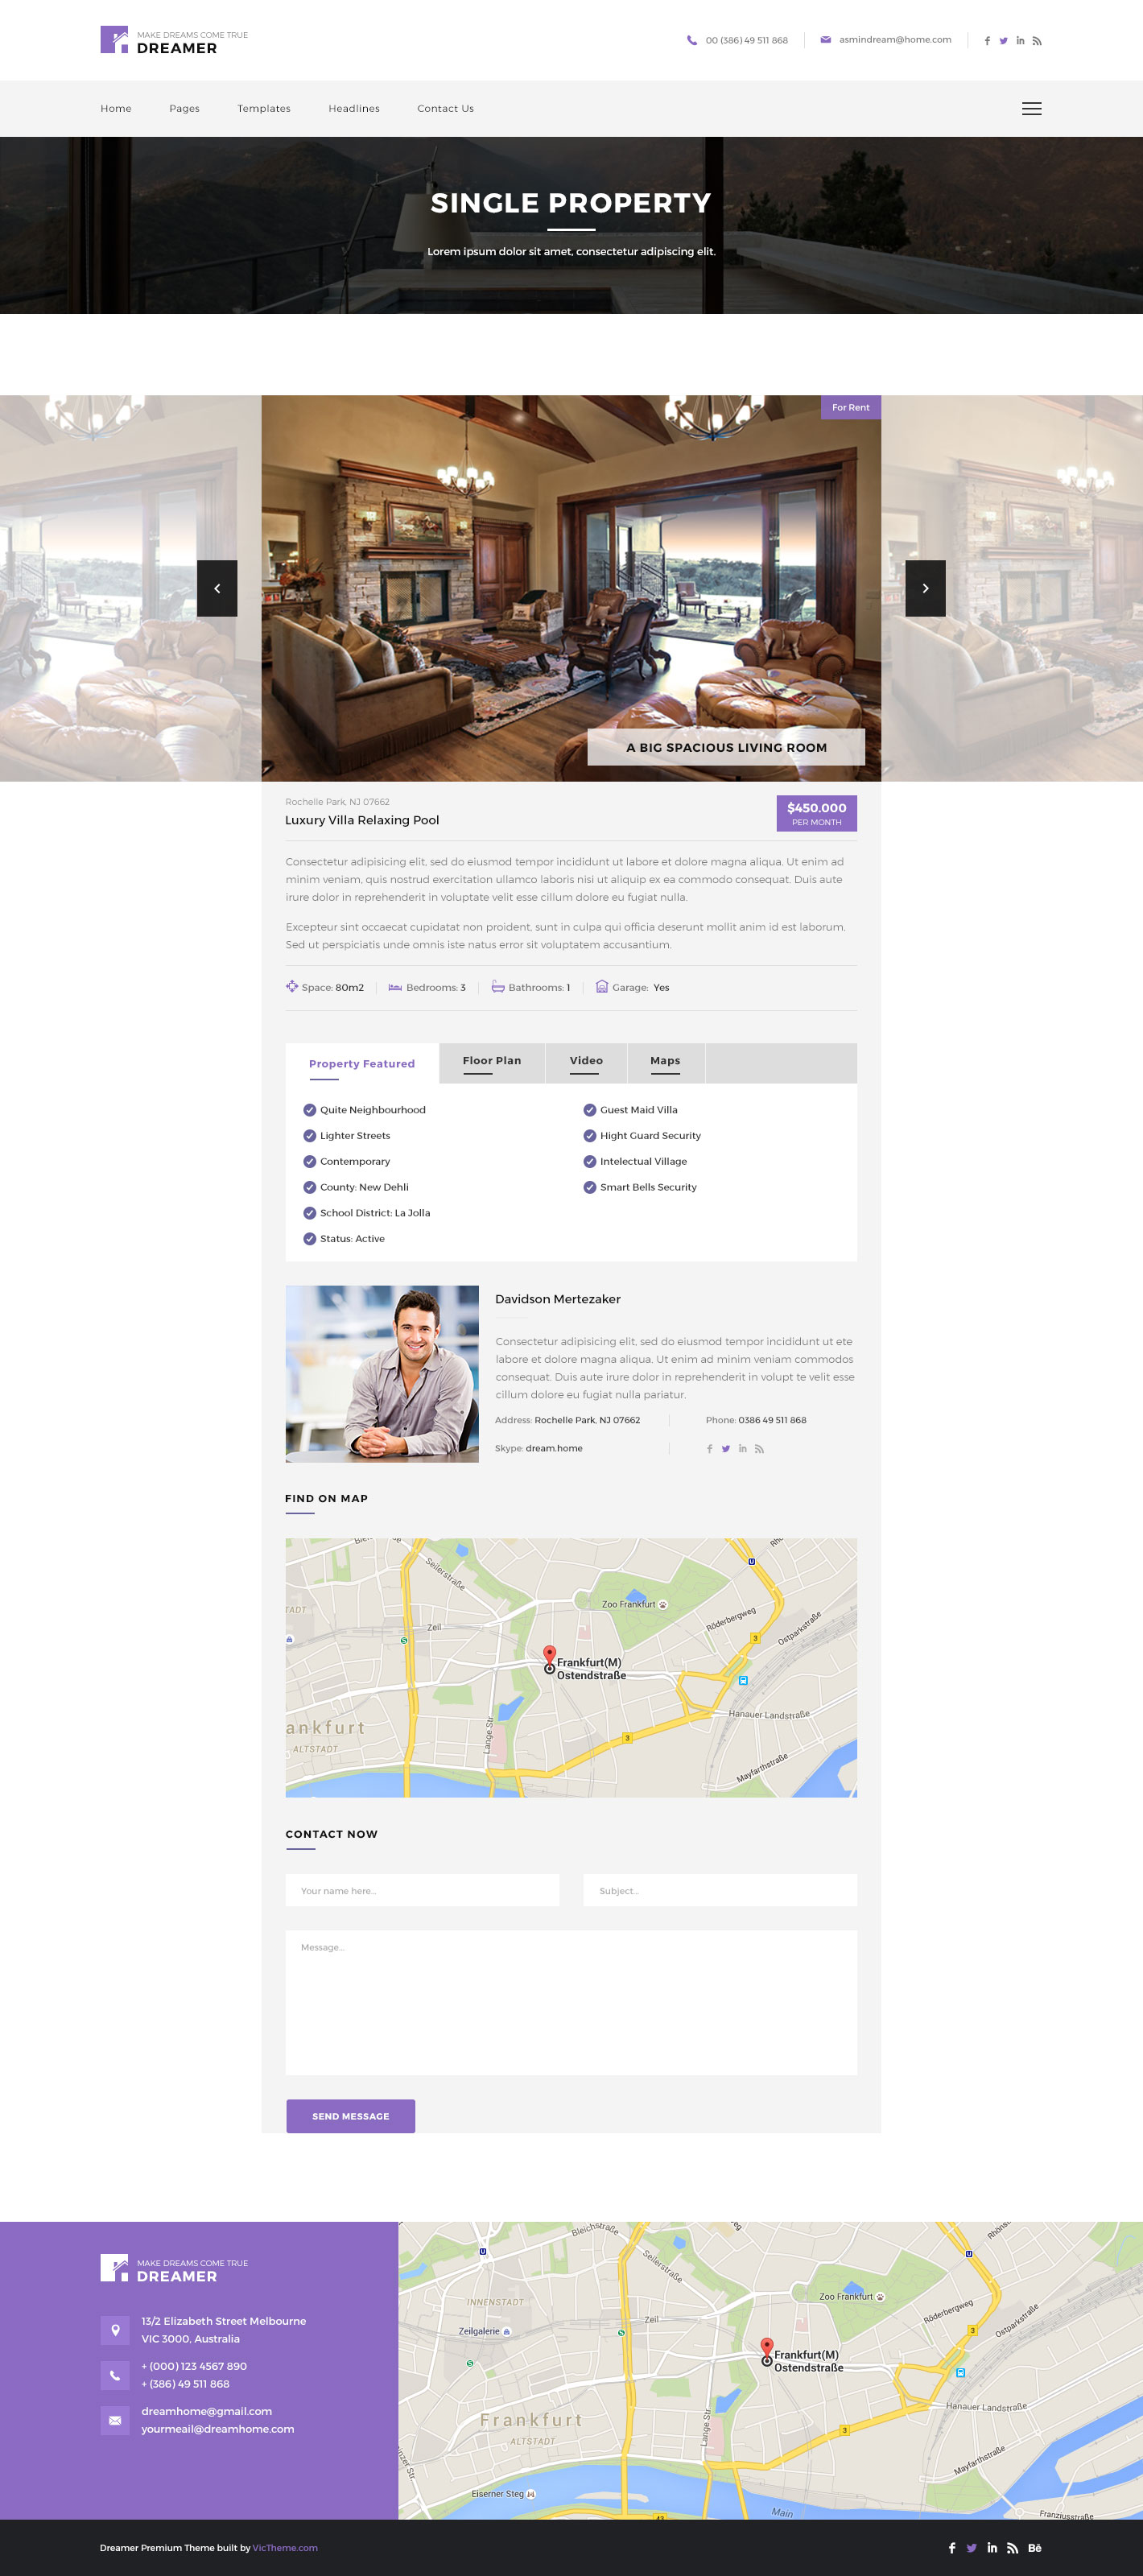 MAKE DREAMS COME TRUE
DREAMER
00 (386) 49 511 868
asmindream@home.com
Home
Pages
Templates
Headlines
Contact Us
SINGLE PROPERTY
Lorem ipsum dolor sit amet, consectetur adipiscing elit.
For Rent
A BIG SPACIOUS LIVING ROOM
Rochelle Park, NJ 07662
Luxury Villa Relaxing Pool
$450.000
PER MONTH
Consectetur adipisicing elit, sed do eiusmod tempor incididunt ut labore et dolore magna aliqua. Ut enim ad
minim veniam, quis nostrud exercitation ullamco laboris nisi ut aliquip ex ea commodo consequat. Duis aute
irure dolor in reprehenderit in voluptate velit esse cillum dolore eu fugiat nulla.
Excepteur sint occaecat cupidatat non proident, sunt in culpa qui officia deserunt mollit anim id est laborum.
Sed ut perspiciatis unde omnis iste natus error sit voluptatem accusantium.
Space: 80m2
Bedrooms: 3
Bathrooms: 1
Garage: Yes
Property Featured
Floor Plan
Video
Maps
Quite Neighbourhood
Lighter Streets
Contemporary
County: New Dehli
School District: La Jolla
Status: Active
Guest Maid Villa
Hight Guard Security
Intelectual Village
Smart Bells Security
Davidson Mertezaker
Consectetur adipisicing elit, sed do eiusmod tempor incididunt ut ete
labore et dolore magna aliqua. Ut enim ad minim veniam commodos
consequat. Duis aute irure dolor in reprehenderit in volupt te velit esse
cillum dolore eu fugiat nulla pariatur.
Address: Rochelle Park, NJ 07662
Phone: 0386 49 511 868
Skype: dream.home
FIND ON MAP
Seilerstraße
Zoo Frankfurt
Röderbergweg
Ostparkstraße
TADT
Zeil
3
Frankfurt(M)
Ostendstraße
Hanauer Landstraße
ankfurt
ALTSTADT
Lange Str
3
Mayfarthstraße
CONTACT NOW
Your name here...
Subject...
Message...
SEND MESSAGE
MAKE DREAMS COME TRUE
DREAMER
13/2 Elizabeth Street Melbourne
VIC 3000, Australia
+ (000) 123 4567 890
+ (386) 49 511 868
dreamhome@gmail.com
yourmeail@dreamhome.com
Bleichstraße
Seilerstraße
INNENSTADT
Zoo Frankfurt
Röderbergweg
Ostparkstraße
Zeil
Zeilgalerie
3
Frankfurt(M)
Ostendstraße
Hanauer Landstraße
Frankfurt
ALTSTADT
Lange Str
3
Mayfarthstraße
Eiserner Steg
Main
Franziusstraße
Dreamer Premium Theme built by VicTheme.com
Bē